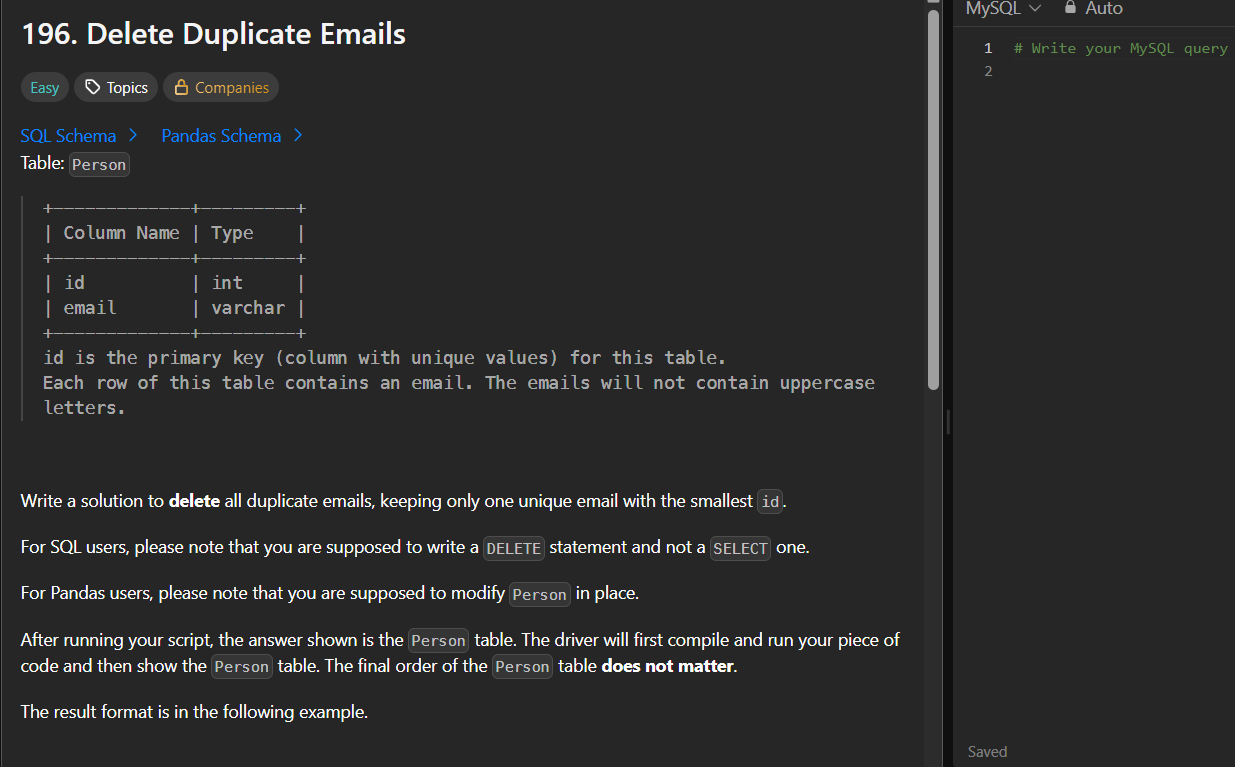 196. Delete Duplicate Emails
Easy Topics Companies
SQL Schema > Pandas Schema >
Table: Person
+-------------+---------+
| Column Name | Type    |
+-------------+---------+
| id          | int     |
| email       | varchar |
+-------------+---------+
id is the primary key (column with unique values) for this table.
Each row of this table contains an email. The emails will not contain uppercase
letters.
Write a solution to delete all duplicate emails, keeping only one unique email with the smallest id.
For SQL users, please note that you are supposed to write a DELETE statement and not a SELECT one.
For Pandas users, please note that you are supposed to modify Person in place.
After running your script, the answer shown is the Person table. The driver will first compile and run your piece of
code and then show the Person table. The final order of the Person table does not matter.
The result format is in the following example.
MySQL Auto
1 # Write your MySQL query
2
Saved